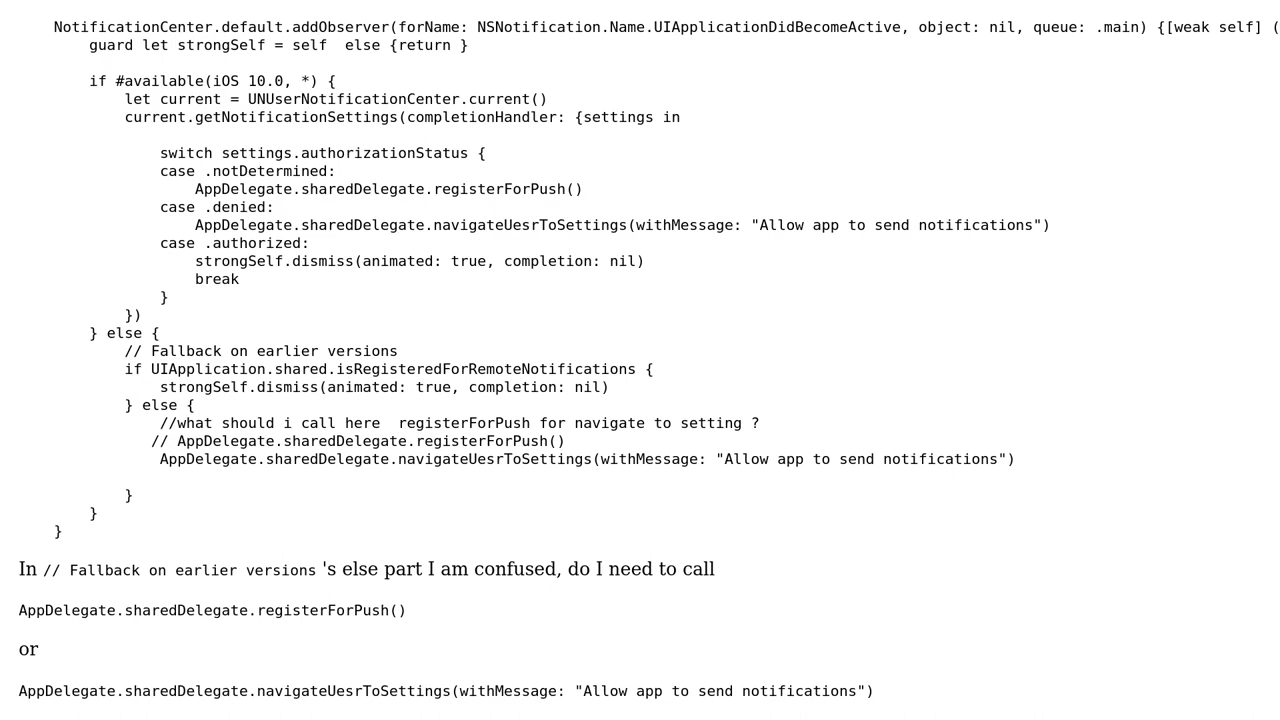 NotificationCenter.default.addObserver(forName: NSNotification.Name.UIApplicationDidBecomeActive, object: nil, queue: .main) {[weak self] (
guard let strongSelf = self  else {return }
if #available(iOS 10.0, *) {
let current = UNUserNotificationCenter.current()
current.getNotificationSettings(completionHandler: {settings in
switch settings.authorizationStatus {
case .notDetermined:
AppDelegate.sharedDelegate.registerForPush()
case .denied:
AppDelegate.sharedDelegate.navigateUesrToSettings(withMessage: "Allow app to send notifications")
case .authorized:
strongSelf.dismiss(animated: true, completion: nil)
break
}
})
} else {
// Fallback on earlier versions
if UIApplication.shared.isRegisteredForRemoteNotifications {
strongSelf.dismiss(animated: true, completion: nil)
} else {
//what should i call here  registerForPush for navigate to setting ?
// AppDelegate.sharedDelegate.registerForPush()
AppDelegate.sharedDelegate.navigateUesrToSettings(withMessage: "Allow app to send notifications")
}
}
}
In // Fallback on earlier versions 's else part I am confused, do I need to call
AppDelegate.sharedDelegate.registerForPush()
or
AppDelegate.sharedDelegate.navigateUesrToSettings(withMessage: "Allow app to send notifications")